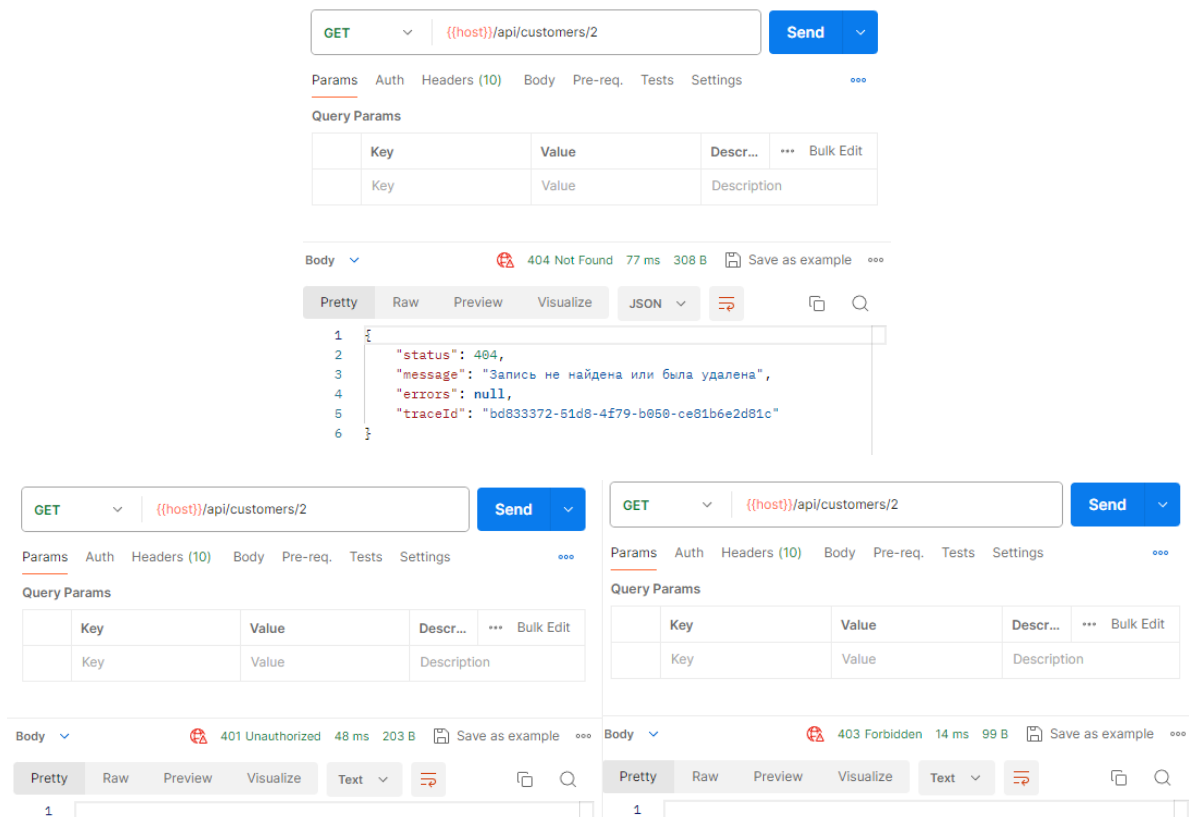 GET {{host}}/api/customers/2 Send
Params Auth Headers (10) Body Pre-req. Tests Settings
Query Params
Key Value Descr... Bulk Edit
Key Value Description
Body 404 Not Found 77 ms 308 B Save as example
Pretty Raw Preview Visualize JSON
1 {
2 "status": 404,
3 "message": "Запись не найдена или была удалена",
4 "errors": null,
5 "traceId": "bd833372-51d8-4f79-b050-ce81b6e2d81c"
6 }
GET {{host}}/api/customers/2 Send
Params Auth Headers (10) Body Pre-req. Tests Settings
Query Params
Key Value Descr... Bulk Edit
Key Value Description
Body 401 Unauthorized 48 ms 203 B Save as example
Pretty Raw Preview Visualize Text
1
GET {{host}}/api/customers/2 Send
Params Auth Headers (10) Body Pre-req. Tests Settings
Query Params
Key Value Descr... Bulk Edit
Key Value Description
Body 403 Forbidden 14 ms 99 B Save as example
Pretty Raw Preview Visualize Text
1